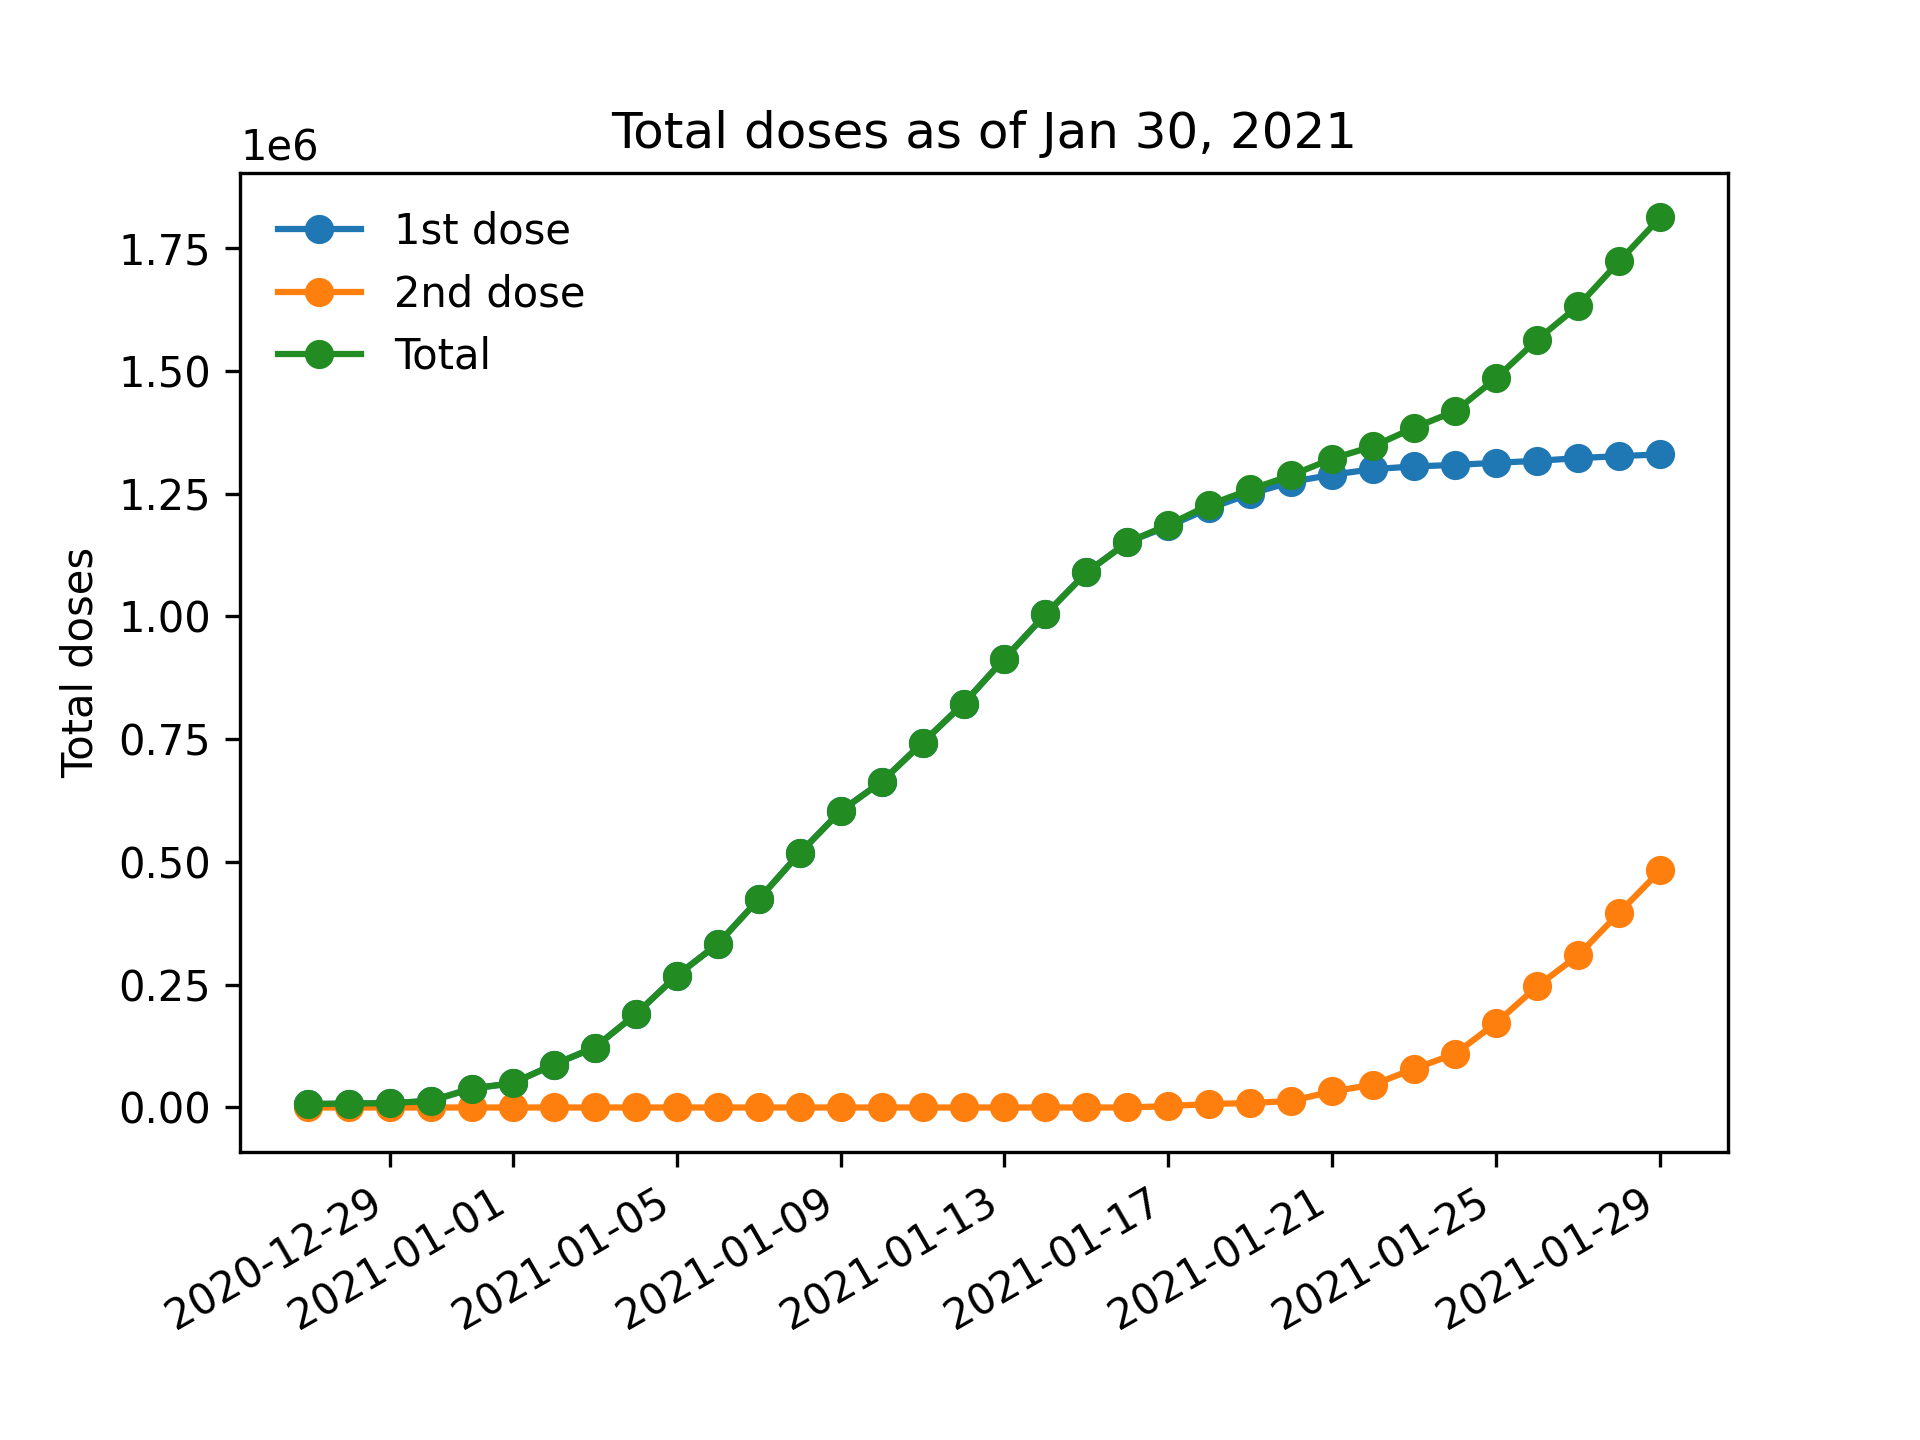 Total doses as of Jan 30, 2021
1e6
1st dose
2nd dose
Total
Total doses
1.75
1.50
1.25
1.00
0.75
0.50
0.25
0.00
2020-12-29
2021-01-01
2021-01-05
2021-01-09
2021-01-13
2021-01-17
2021-01-21
2021-01-25
2021-01-29